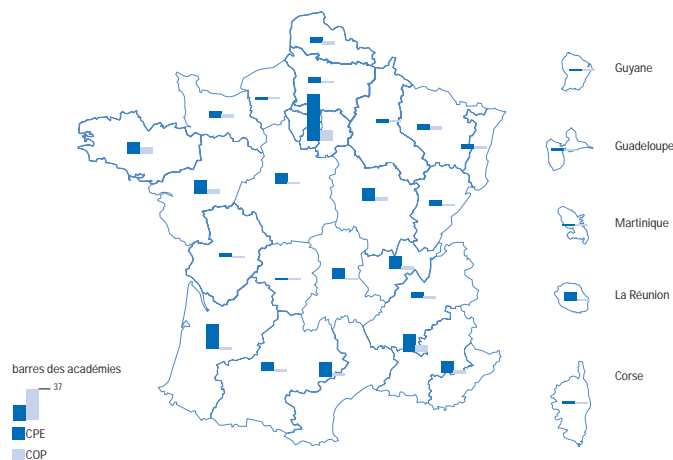 Guyane
Guadeloupe
Martinique
La Réunion
Corse
barres des académies
37
CPE
COP